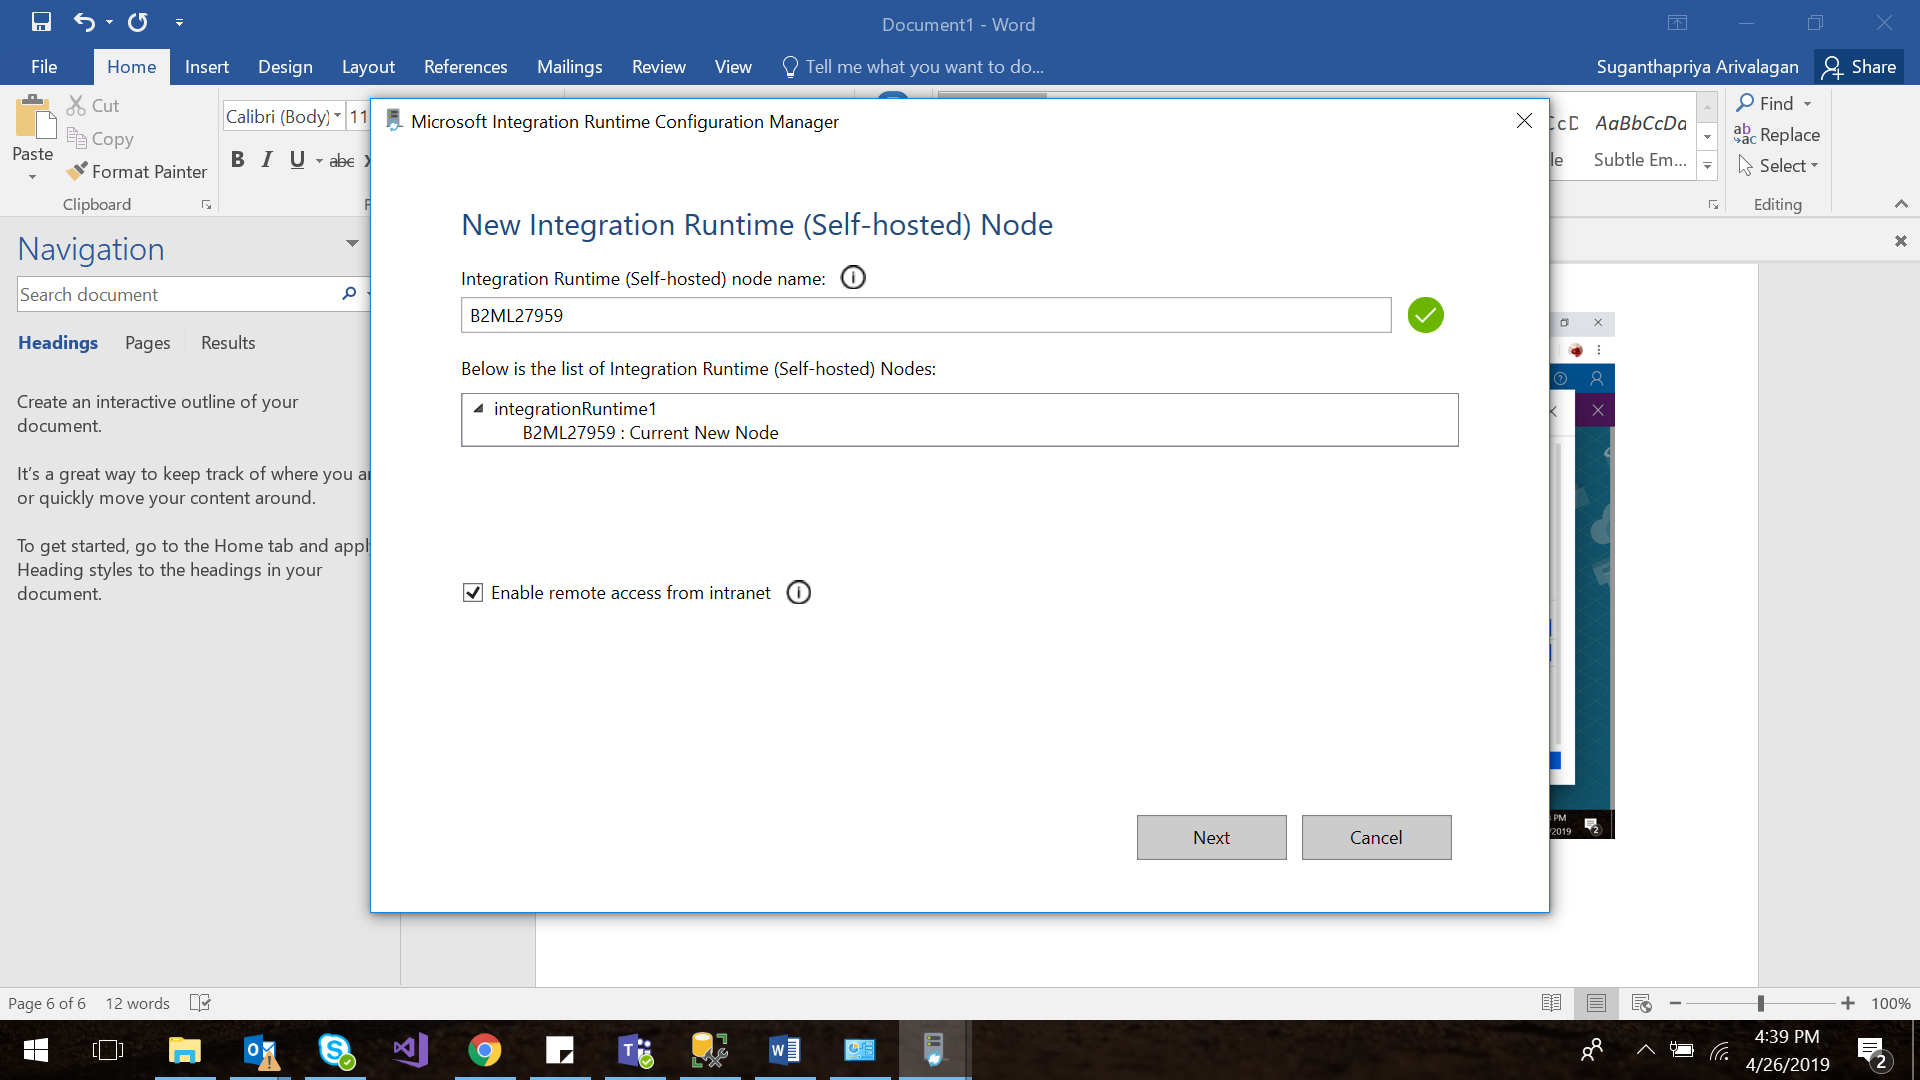 Document1 - Word
File Home Insert Design Layout References Mailings Review View Tell me what you want to do... Suganthapriya Arivalagan Share
Paste
Cut
Copy
Format Painter
Clipboard
Calibri (Body) 11
B I U abc
AaBbCcDd
Subtle Em...
Find
Replace
Select
Editing
Navigation
Search document
Headings Pages Results
Create an interactive outline of your
document.
It's a great way to keep track of where you
or quickly move your content around.
To get started, go to the Home tab and apply
Heading styles to the headings in your
document.
Microsoft Integration Runtime Configuration Manager
New Integration Runtime (Self-hosted) Node
Integration Runtime (Self-hosted) node name:
B2ML27959
Below is the list of Integration Runtime (Self-hosted) Nodes:
integrationRuntime1
B2ML27959 : Current New Node
Enable remote access from intranet
Next Cancel
PM
/2019 2
Page 6 of 6 12 words
100%
4:39 PM
4/26/2019
2